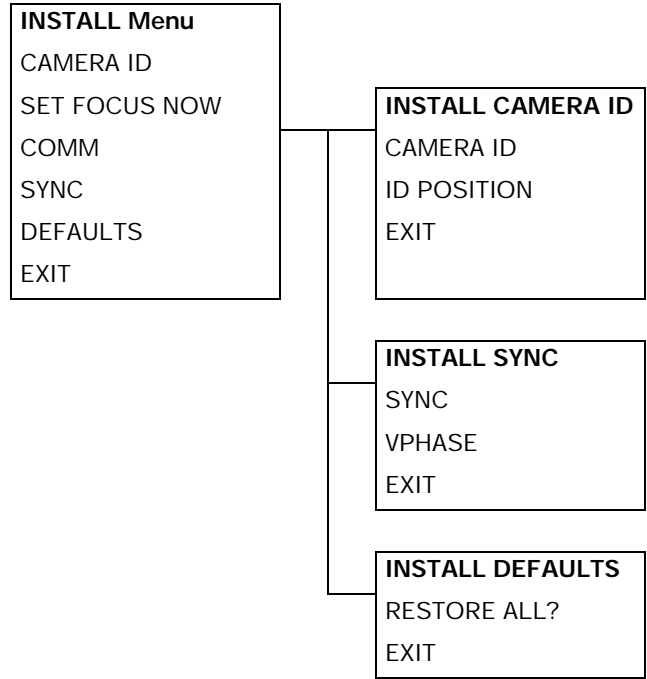 INSTALL Menu
CAMERA ID
SET FOCUS NOW
COMM
SYNC
DEFAULTS
EXIT
INSTALL CAMERA ID
CAMERA ID
ID POSITION
EXIT
INSTALL SYNC
SYNC
VPHASE
EXIT
INSTALL DEFAULTS
RESTORE ALL?
EXIT